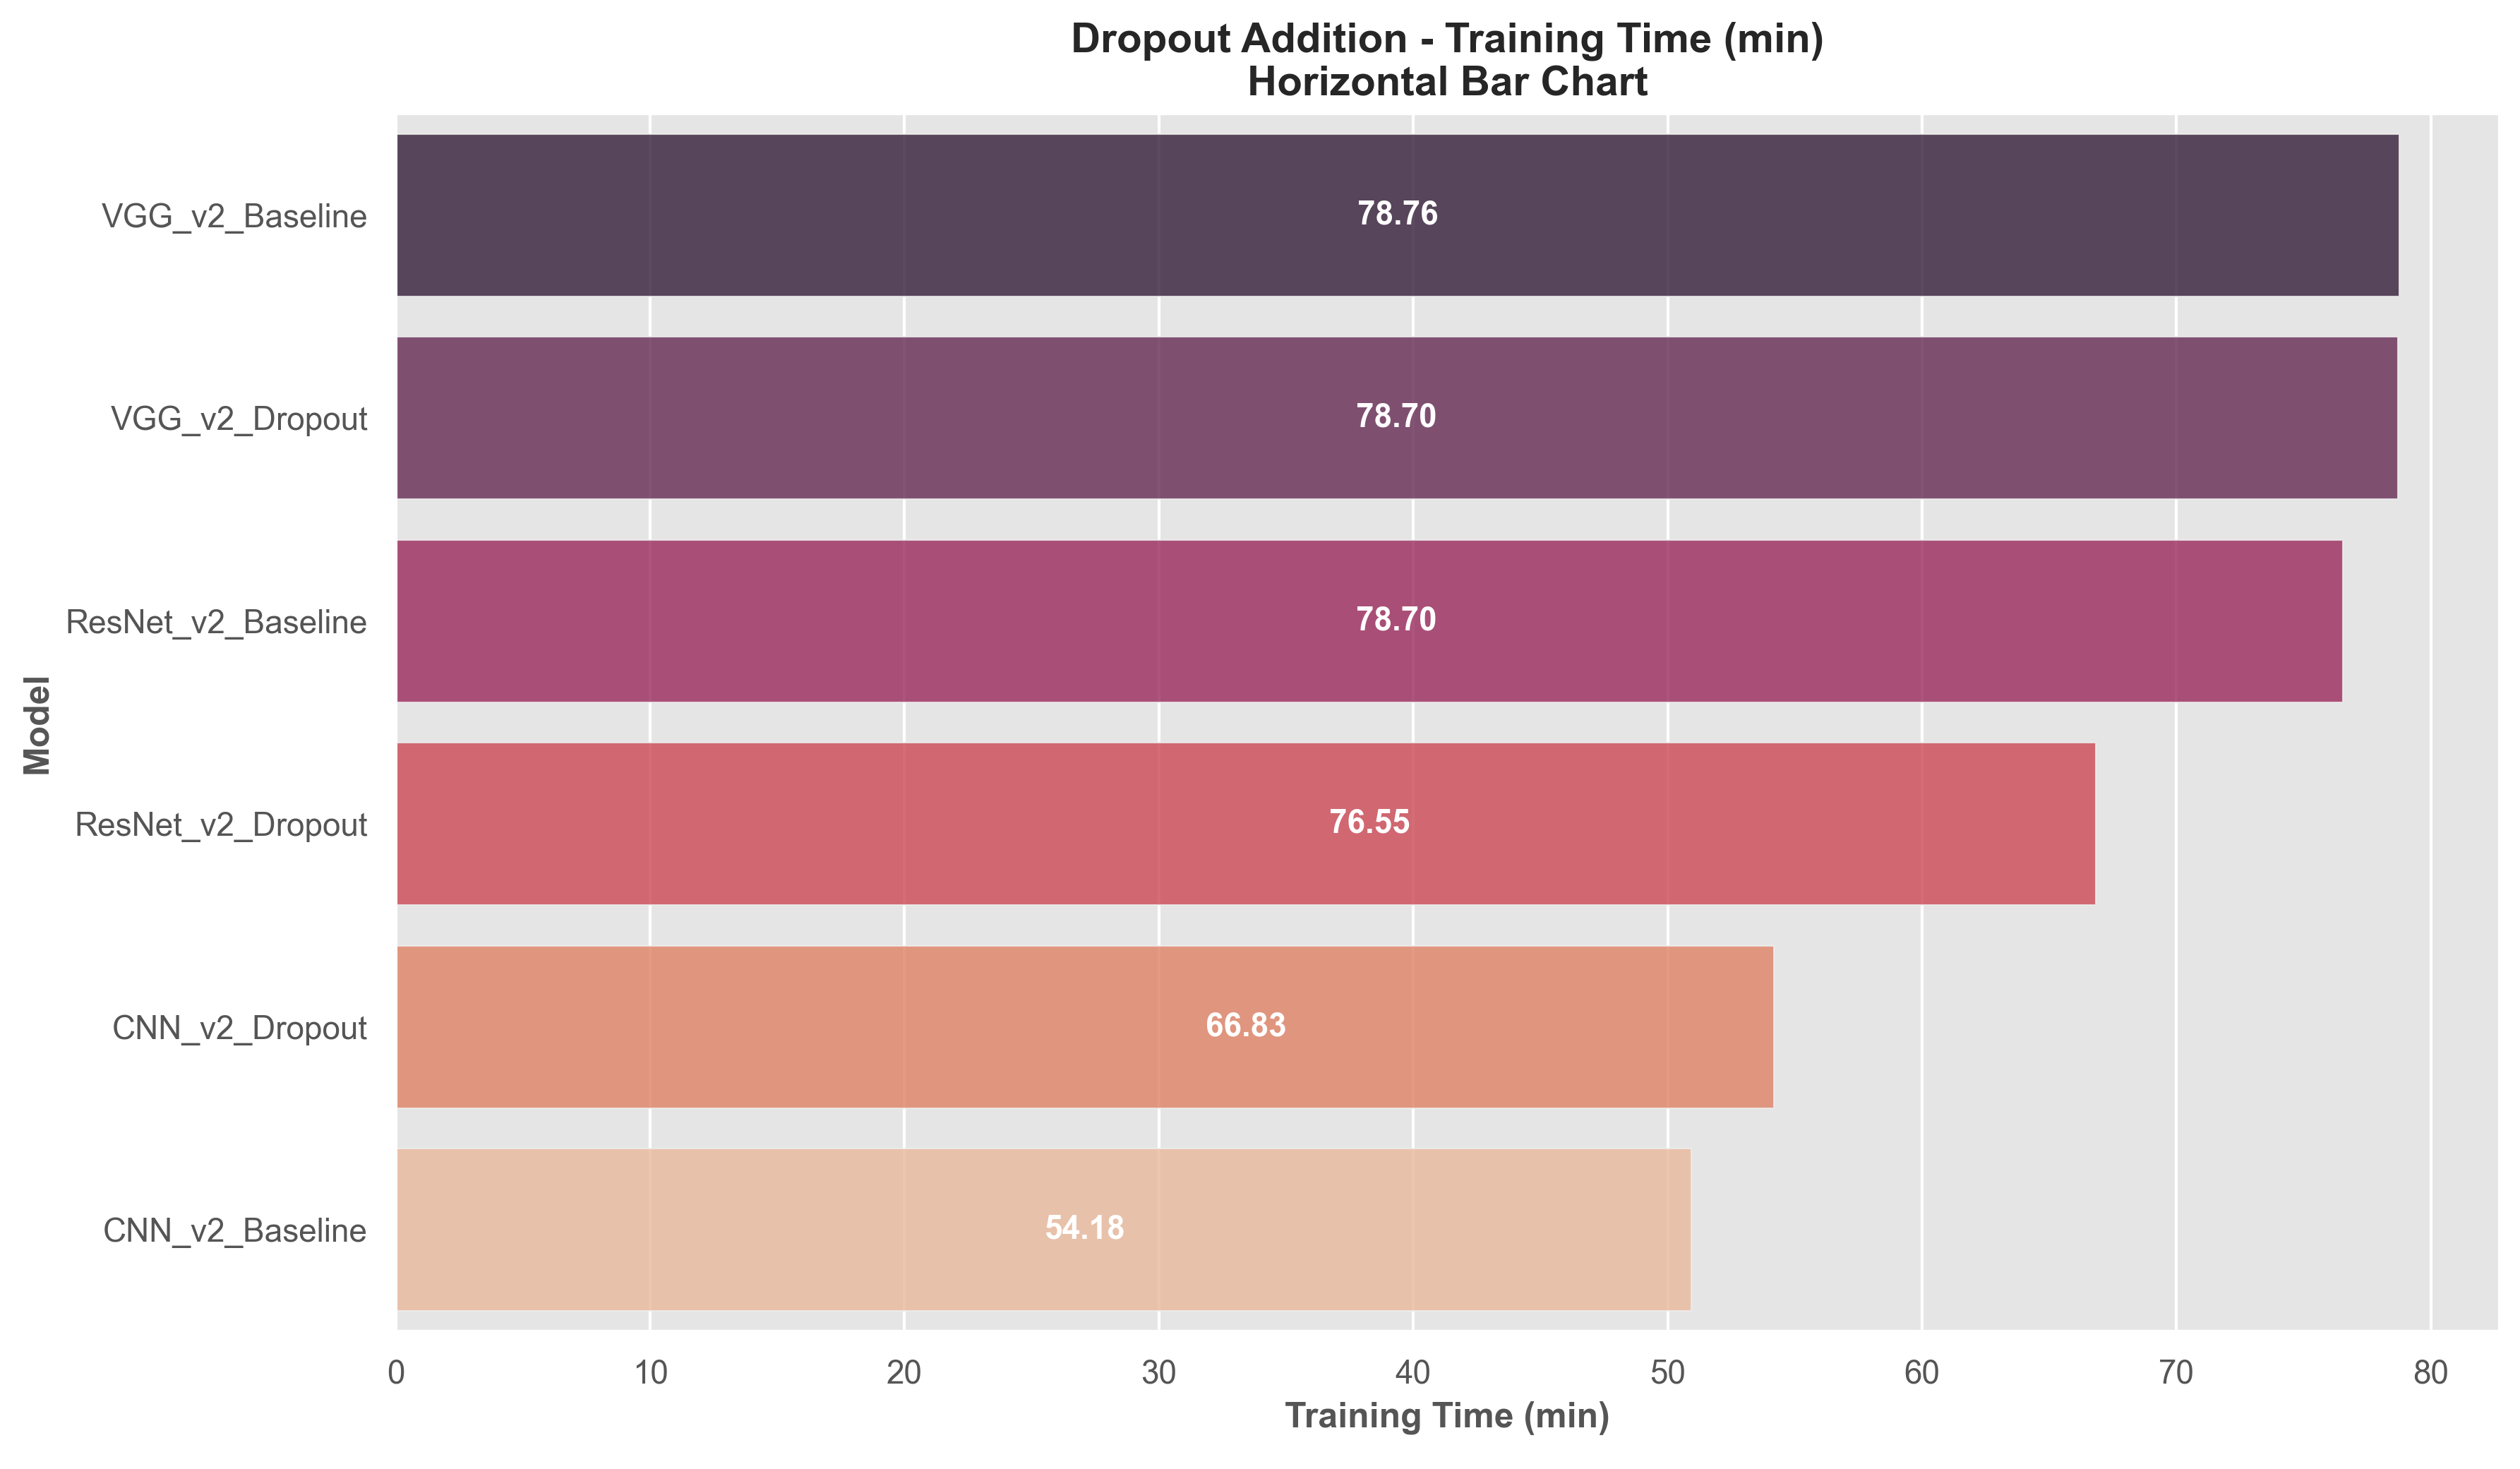 Dropout Addition - Training Time (min)
Horizontal Bar Chart
VGG_v2_Baseline
78.76
VGG_v2_Dropout
78.70
ResNet_v2_Baseline
78.70
Model
ResNet_v2_Dropout
76.55
CNN_v2_Dropout
66.83
CNN_v2_Baseline
54.18
0 10 20 30 40 50 60 70 80
Training Time (min)